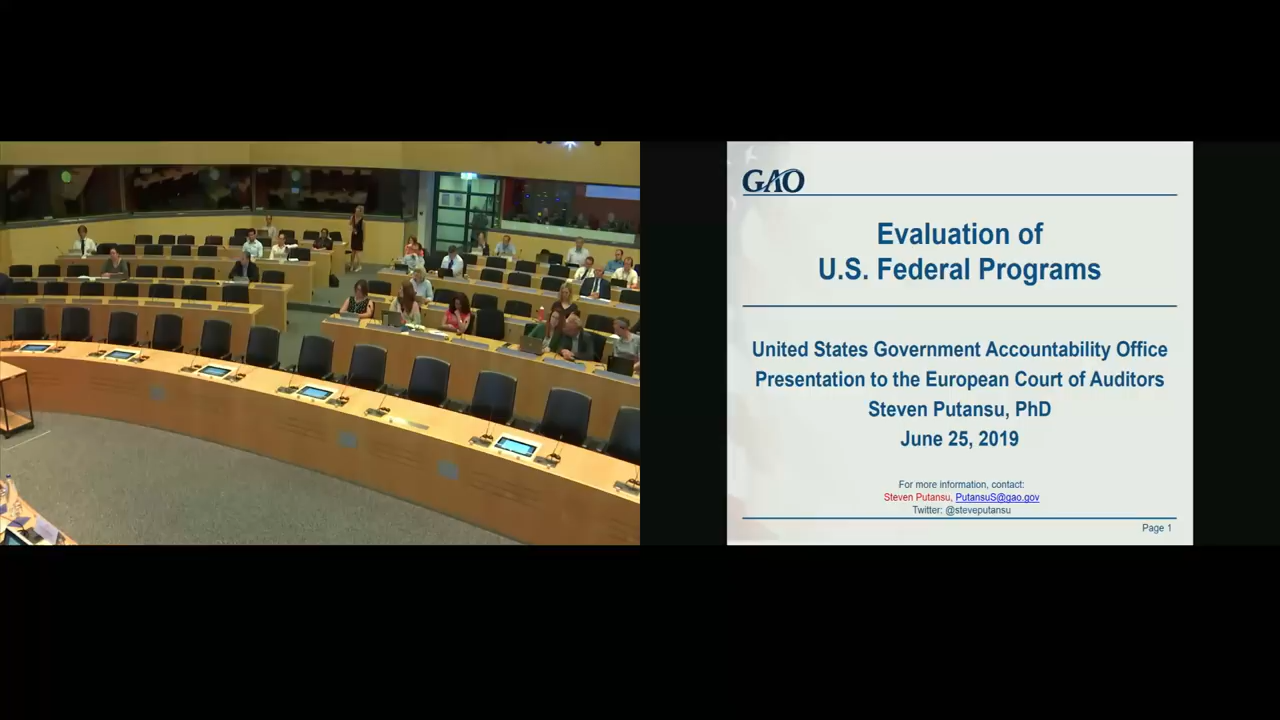 GAO
Evaluation of
U.S. Federal Programs
United States Government Accountability Office
Presentation to the European Court of Auditors
Steven Putansu, PhD
June 25, 2019
For more information, contact:
Steven Putansu, PutansuS@gao.gov
Twitter: @steveputansu
Page 1